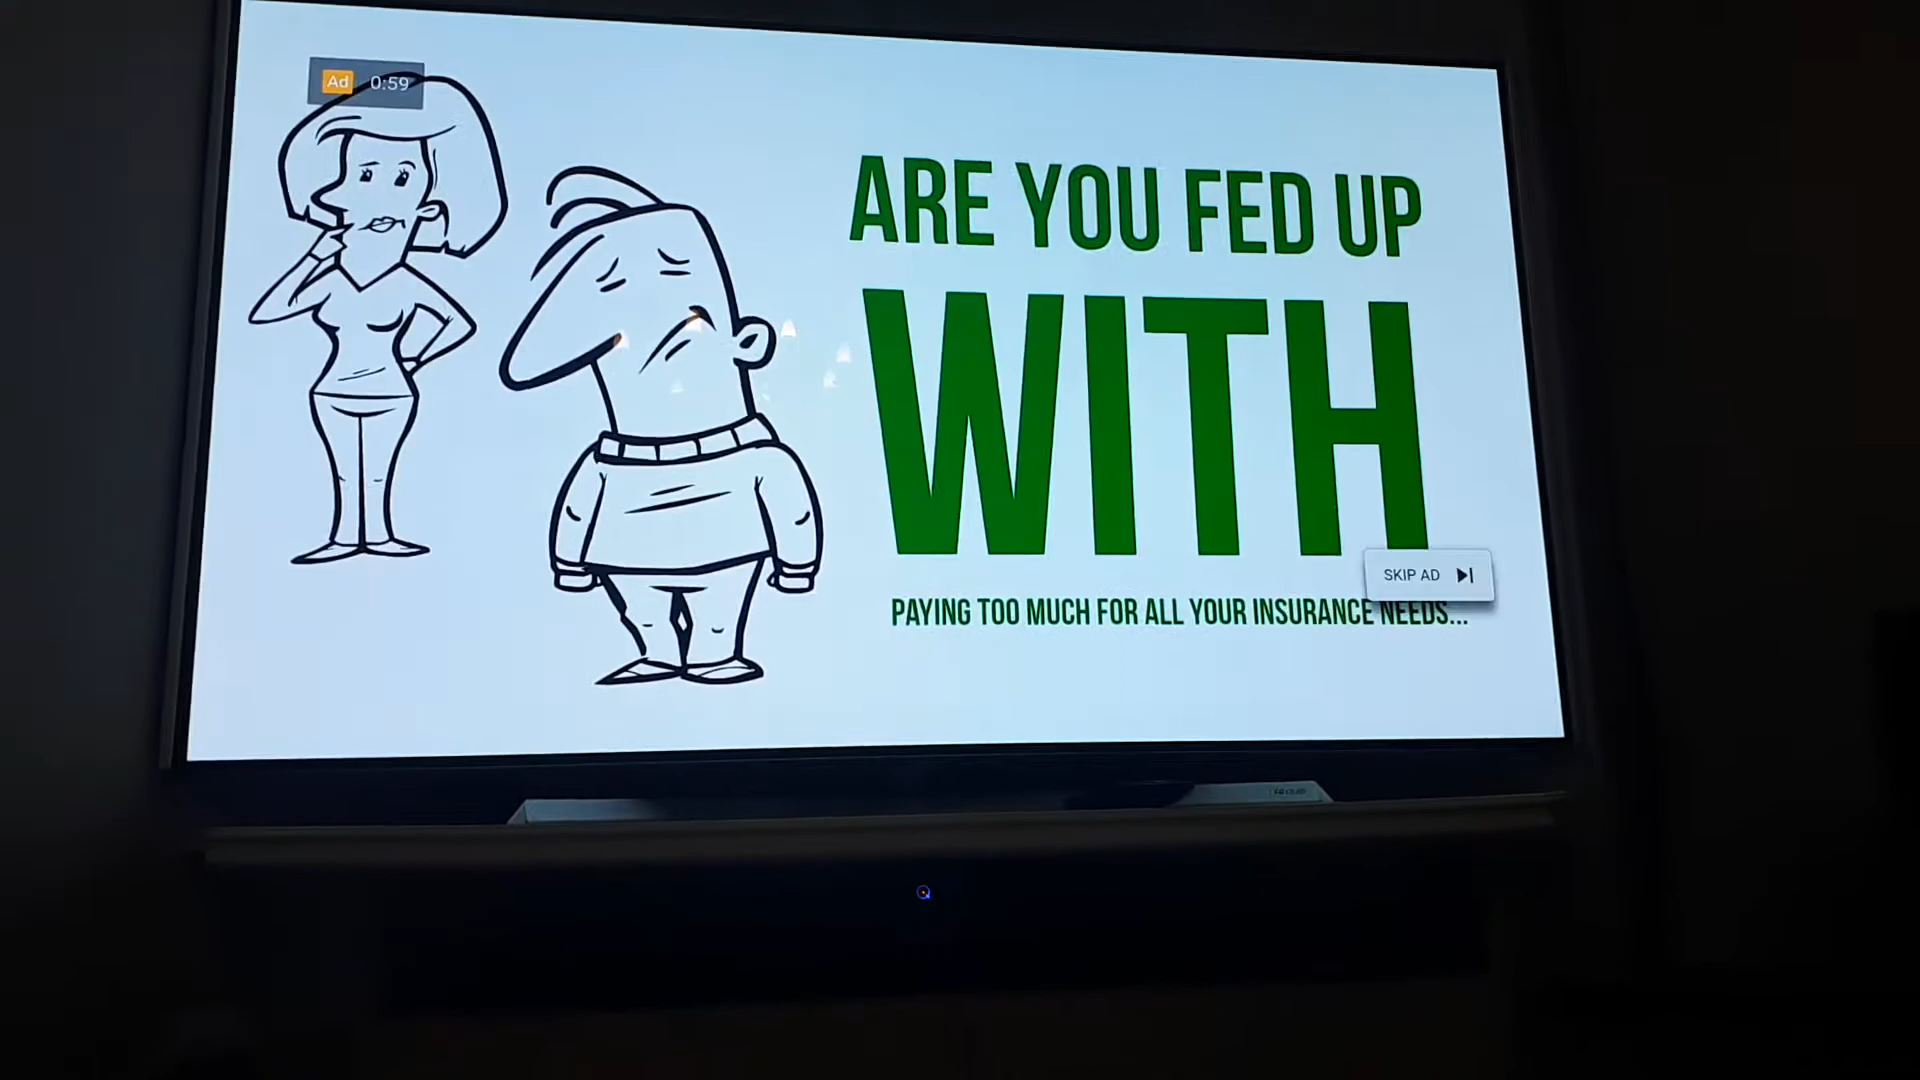 Ad 0:59
ARE YOU FED UP
WITH
SKIP AD
PAYING TOO MUCH FOR ALL YOUR INSURANCE NEEDS...